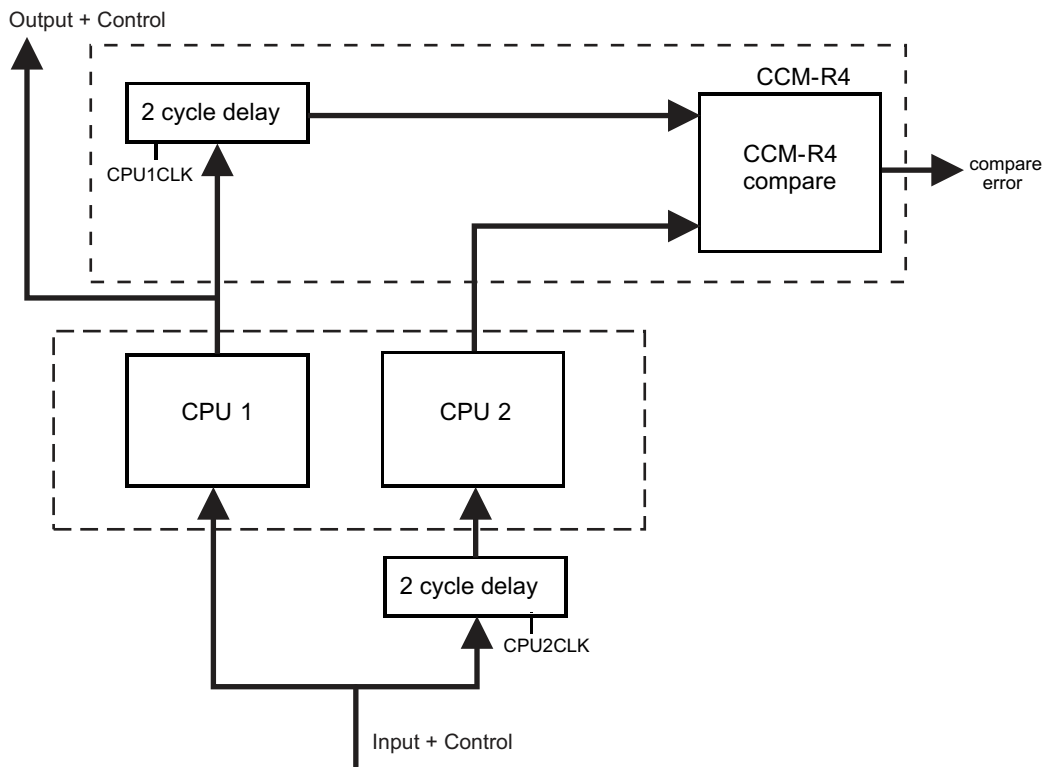 Output + Control
CCM-R4
2 cycle delay
CPU1CLK
CCM-R4
compare
compare
error
CPU 1
CPU 2
2 cycle delay
CPU2CLK
Input + Control